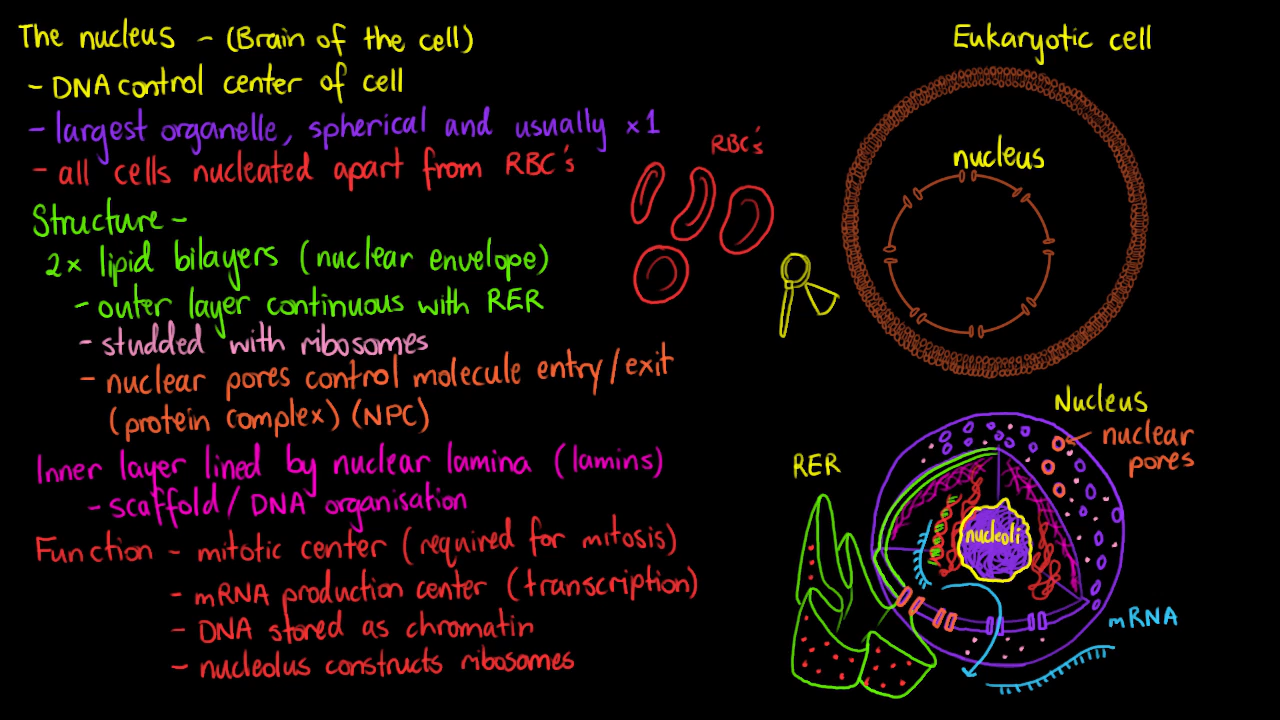 The nucleus - (Brain of the cell)
- DNA control center of cell
- largest organelle, spherical and usually x1
- all cells nucleated apart from RBC's
Structure -
2x lipid bilayers (nuclear envelope)
- outer layer continuous with RER
- studded with ribosomes
- nuclear pores control molecule entry/exit
(protein complex) (NPC)
Inner layer lined by nuclear lamina (lamins)
- scaffold/DNA organisation
Function - mitotic center (required for mitosis)
- mRNA production center (transcription)
- DNA stored as chromatin
- nucleolus constructs ribosomes
RBC's
Eukaryotic cell
nucleus
Nucleus
nuclear
pores
RER
nucleoli
mRNA